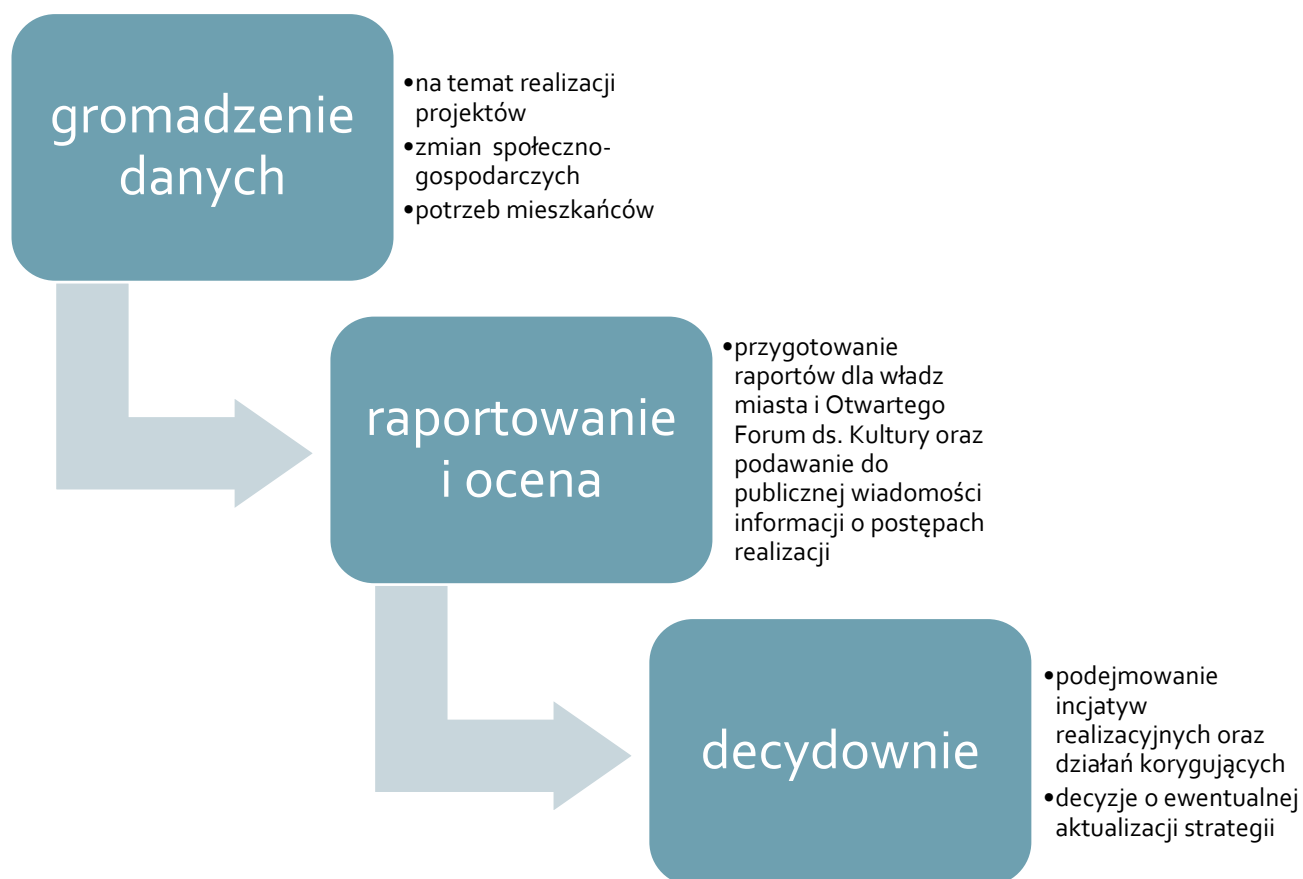 gromadzenie
danych
•na temat realizacji
projektów
•zmian społeczno-
gospodarczych
•potrzeb mieszkańców
raportowanie
i ocena
•przygotowanie
raportów dla władz
miasta i Otwartego
Forum ds. Kultury oraz
podawanie do
publicznej wiadomości
informacji o postępach
realizacji
decydownie
•podejmowanie
incjatyw
realizacyjnych oraz
działań korygujących
•decyzje o ewentualnej
aktualizacji strategii